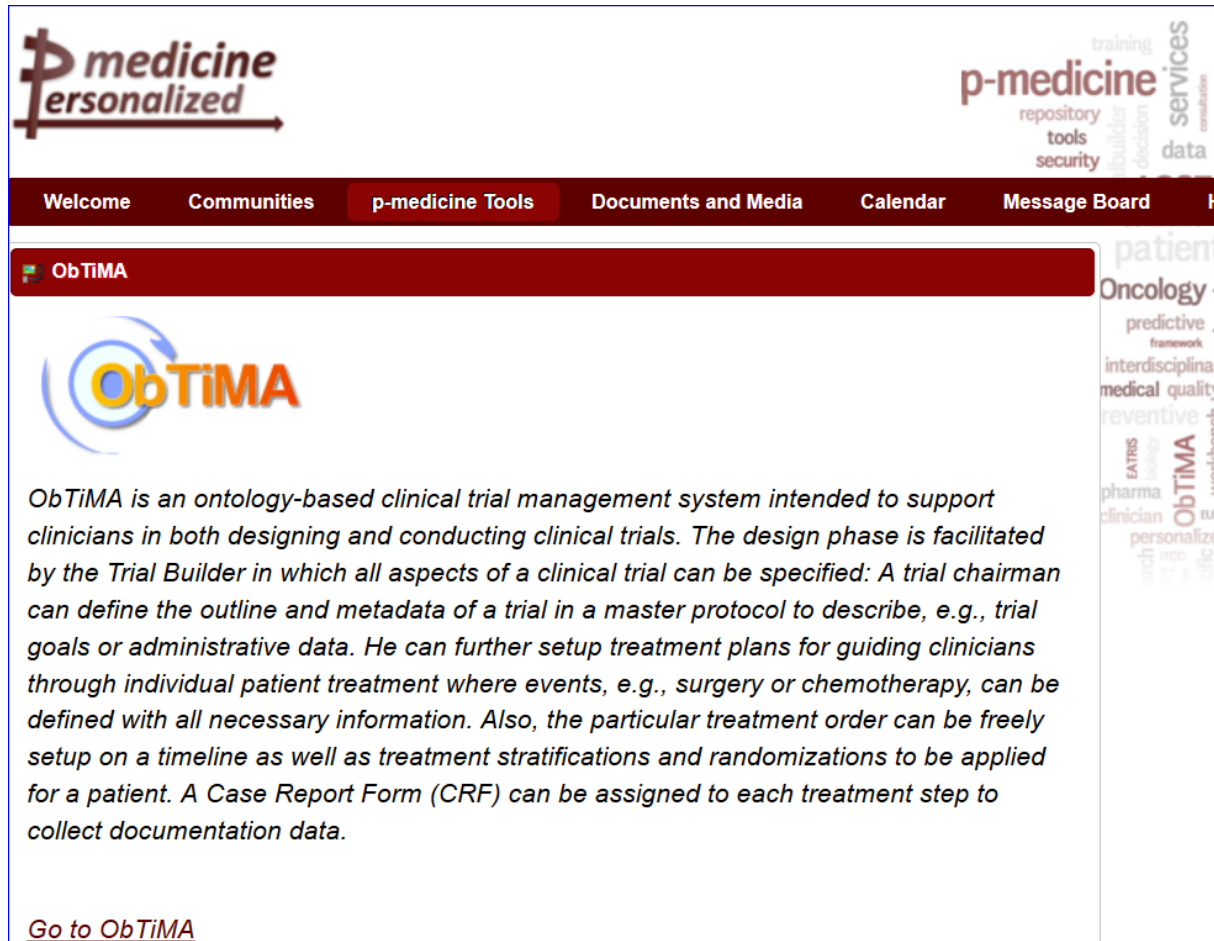 p medicine
ersonalized
training
p-medicine
services
consultation
repository
tools
decision
security
data
Welcome Communities p-medicine Tools Documents and Media Calendar Message Board
patient
ObTiMA
Oncology
predictive
framework
interdisciplina
medical quality
reventive
ObTiMA
EATRIS
biology
ObTiMA
pharma
clinician
EU
personalize
ObTiMA is an ontology-based clinical trial management system intended to support
clinicians in both designing and conducting clinical trials. The design phase is facilitated
by the Trial Builder in which all aspects of a clinical trial can be specified: A trial chairman
can define the outline and metadata of a trial in a master protocol to describe, e.g., trial
goals or administrative data. He can further setup treatment plans for guiding clinicians
through individual patient treatment where events, e.g., surgery or chemotherapy, can be
defined with all necessary information. Also, the particular treatment order can be freely
setup on a timeline as well as treatment stratifications and randomizations to be applied
for a patient. A Case Report Form (CRF) can be assigned to each treatment step to
collect documentation data.
Go to ObTiMA